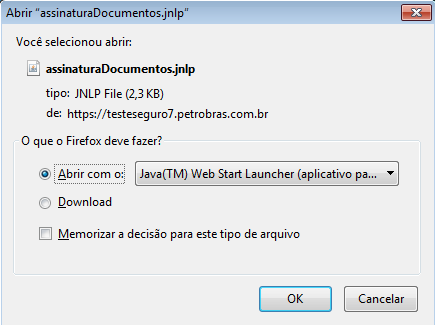 Abrir "assinaturaDocumentos.jnlp"
Você selecionou abrir:
assinaturaDocumentos.jnlp
tipo: JNLP File (2,3 KB)
de: https://testeseguro7.petrobras.com.br
O que o Firefox deve fazer?
Abrir com o: Java(TM) Web Start Launcher (aplicativo pa...
Download
Memorizar a decisão para este tipo de arquivo
OK Cancelar